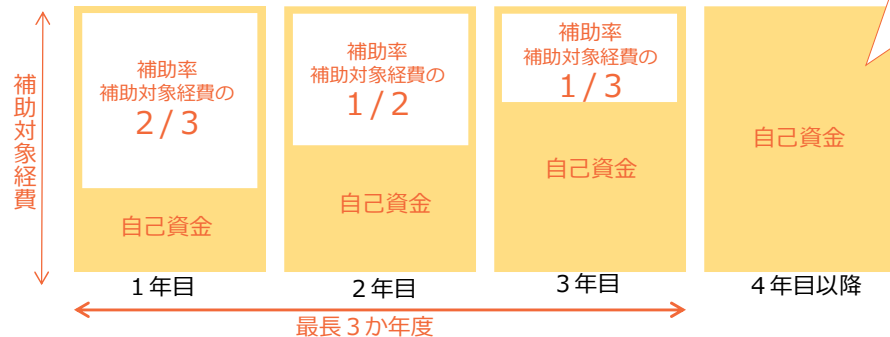 補助対象経費
補助率
補助対象経費の
2/3
自己資金
補助率
補助対象経費の
1/2
自己資金
補助率
補助対象経費の
1/3
自己資金
自己資金
1年目
2年目
3年目
4年目以降
最長3か年度